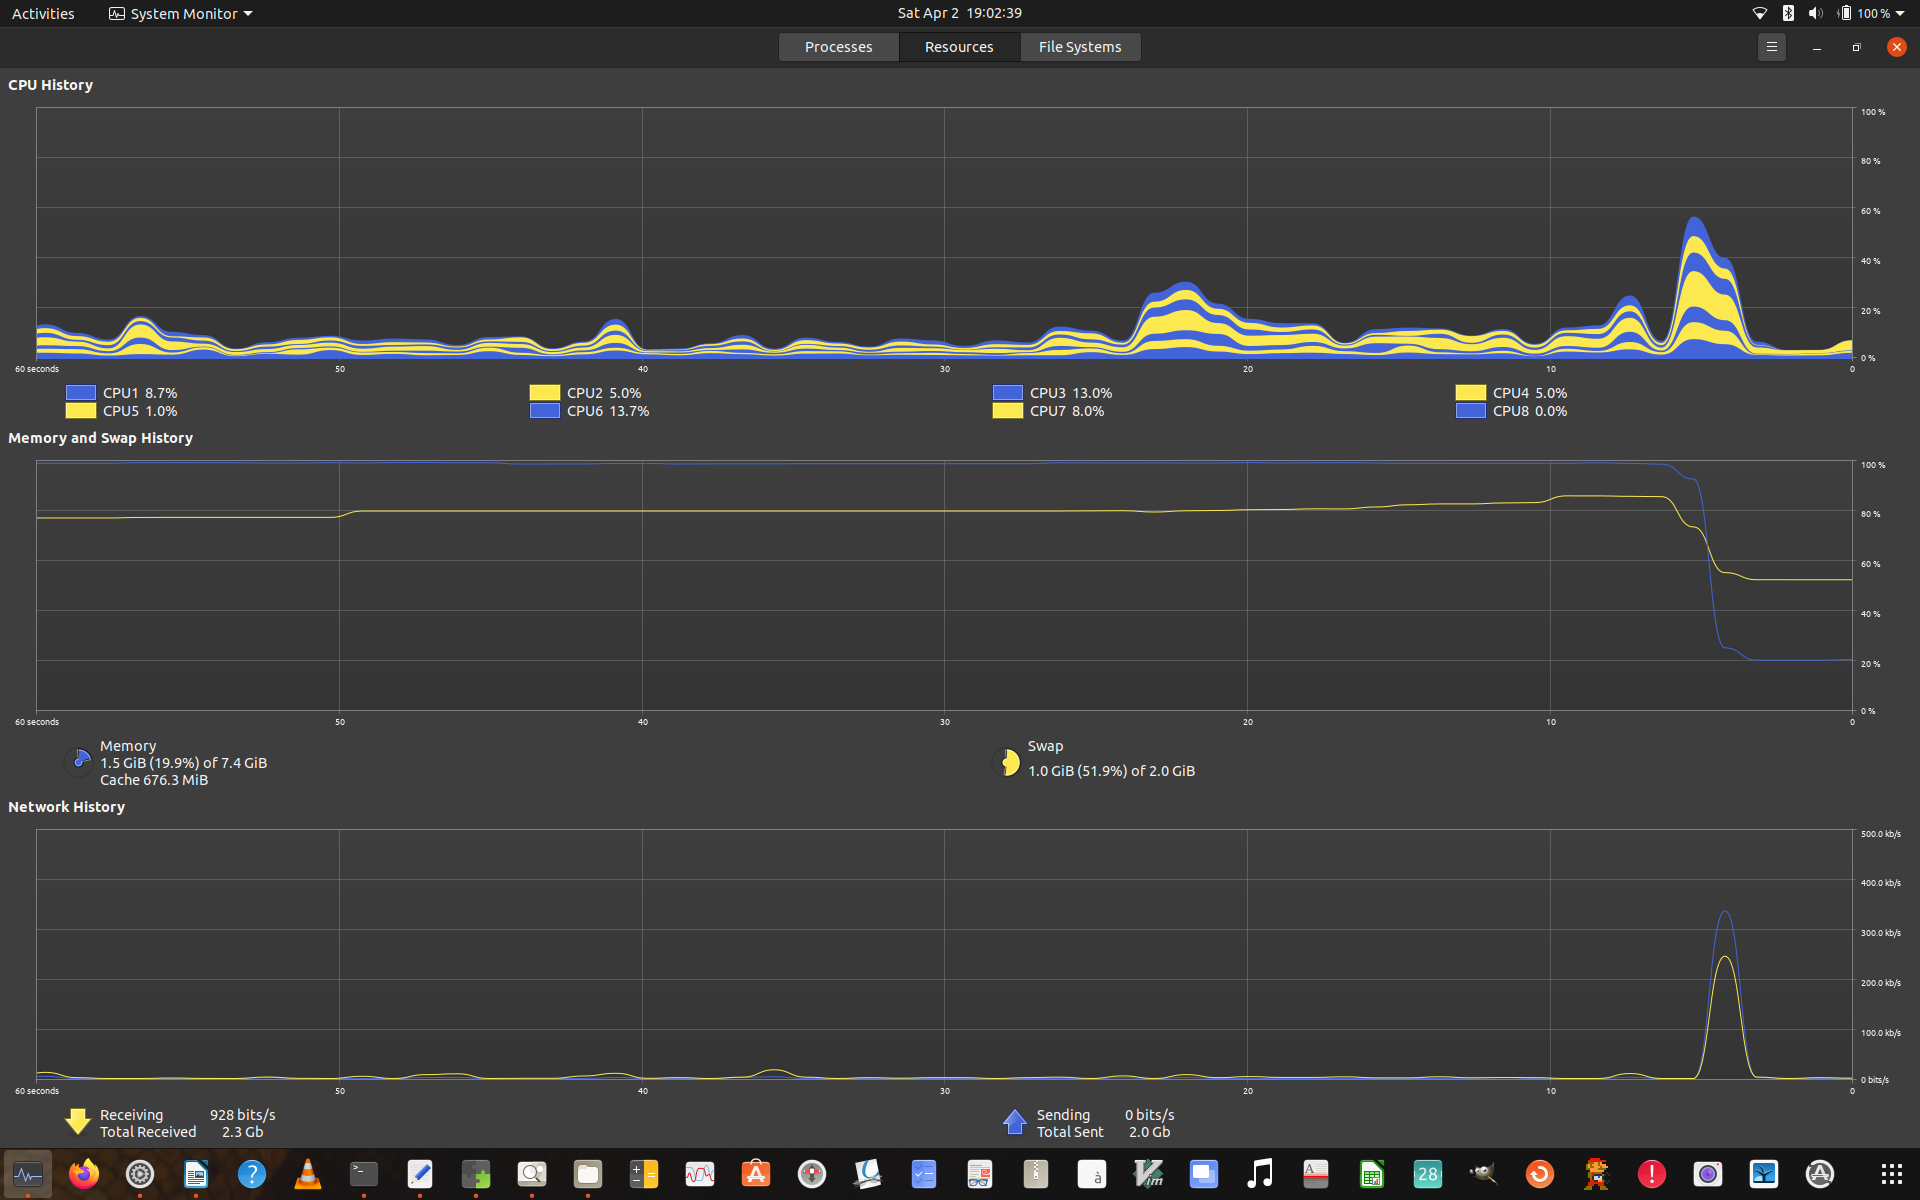 Activities System Monitor Sat Apr 2 19:02:39 100 %
Processes Resources File Systems
CPU History
100 %
80 %
60 %
40 %
20 %
0 %
60 seconds 50 40 30 20 10 0
CPU1 8.7% CPU2 5.0% CPU3 13.0% CPU4 5.0%
CPU5 1.0% CPU6 13.7% CPU7 8.0% CPU8 0.0%
Memory and Swap History
100 %
80 %
60 %
40 %
20 %
0 %
60 seconds 50 40 30 20 10 0
Memory
1.5 GiB (19.9%) of 7.4 GiB
Cache 676.3 MiB
Swap
1.0 GiB (51.9%) of 2.0 GiB
Network History
500.0 kb/s
400.0 kb/s
300.0 kb/s
200.0 kb/s
100.0 kb/s
0 bits/s
60 seconds 50 40 30 20 10 0
Receiving 928 bits/s
Total Received 2.3 Gb
Sending 0 bits/s
Total Sent 2.0 Gb
? >_ à Vim A 28 !